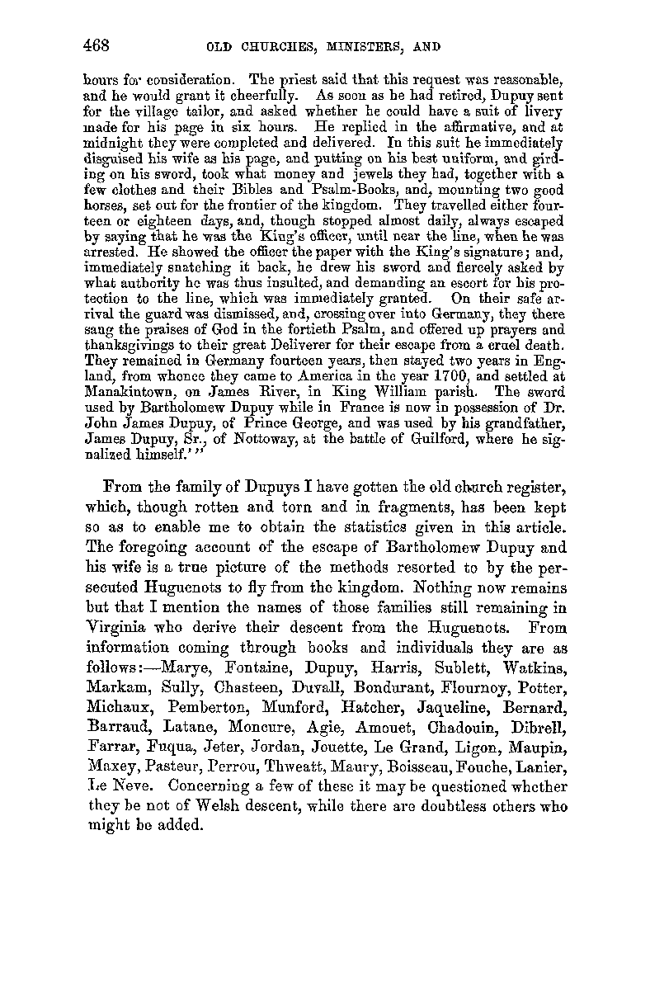 468 OLD CHURCHES, MINISTERS, AND
hours for consideration. The priest said that this request was reasonable,
and he would grant it cheerfully. As soon as he had retired, Dupuy sent
for the village tailor, and asked whether he could have a suit of livery
made for his page in six hours. He replied in the affirmative, and at
midnight they were completed and delivered. In this suit he immediately
disguised his wife as his page, and putting on his best uniform, and gird-
ing on his sword, took what money and jewels they had, together with a
few clothes and their Bibles and Psalm-Books, and, mounting two good
horses, set out for the frontier of the kingdom. They travelled either four-
teen or eighteen days, and, though stopped almost daily, always escaped
by saying that he was the King's officer, until near the line, when he was
arrested. He showed the officer the paper with the King's signature; and,
immediately snatching it back, he drew his sword and fiercely asked by
what authority he was thus insulted, and demanding an escort for his pro-
tection to the line, which was immediately granted. On their safe ar-
rival the guard was dismissed, and, crossing over into Germany, they there
sang the praises of God in the fortieth Psalm, and offered up prayers and
thanksgivings to their great Deliverer for their escape from a cruel death.
They remained in Germany fourteen years, then stayed two years in Eng-
land, from whence they came to America in the year 1700, and settled at
Manakintown, on James River, in King William parish. The sword
used by Bartholomew Dupuy while in France is now in possession of Dr.
John James Dupuy, of Prince George, and was used by his grandfather,
James Dupuy, Sr., of Nottoway, at the battle of Guilford, where he sig-
nalized himself.' "
From the family of Dupuys I have gotten the old church register,
which, though rotten and torn and in fragments, has been kept
so as to enable me to obtain the statistics given in this article.
The foregoing account of the escape of Bartholomew Dupuy and
his wife is a true picture of the methods resorted to by the per-
secuted Huguenots to fly from the kingdom. Nothing now remains
but that I mention the names of those families still remaining in
Virginia who derive their descent from the Huguenots. From
information coming through books and individuals they are as
follows:—Marye, Fontaine, Dupuy, Harris, Sublett, Watkins,
Markam, Sully, Chasteen, Duvall, Bondurant, Flournoy, Potter,
Michaux, Pemberton, Munford, Hatcher, Jaqueline, Bernard,
Barraud, Latane, Moncure, Agie, Amouet, Chadouin, Dibrell,
Farrar, Fuqua, Jeter, Jordan, Jouette, Le Grand, Ligon, Maupin,
Maxey, Pasteur, Perrou, Thweatt, Maury, Boisseau, Fouche, Lanier,
Le Neve. Concerning a few of these it may be questioned whether
they be not of Welsh descent, while there are doubtless others who
might be added.